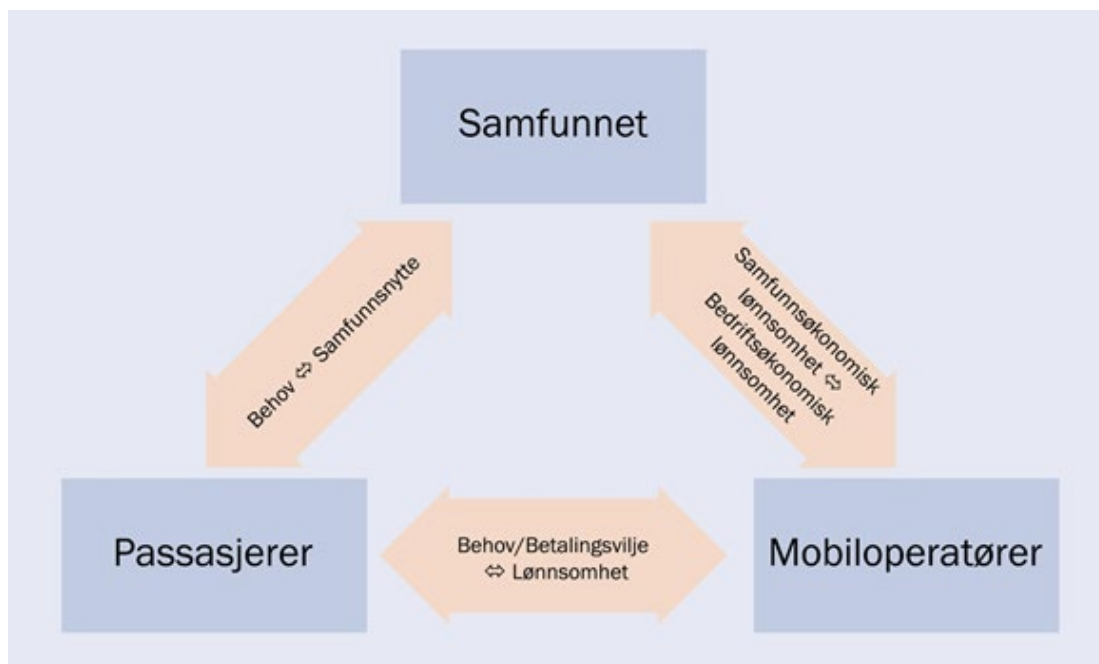 Samfunnet
Behov ⇔ Samfunnsnytte
Samfunnsøkonomisk
lønnsomhet ⇔
Bedriftsøkonomisk
lønnsomhet
Passasjerer
Behov/Betalingsvilje
⇔ Lønnsomhet
Mobiloperatører